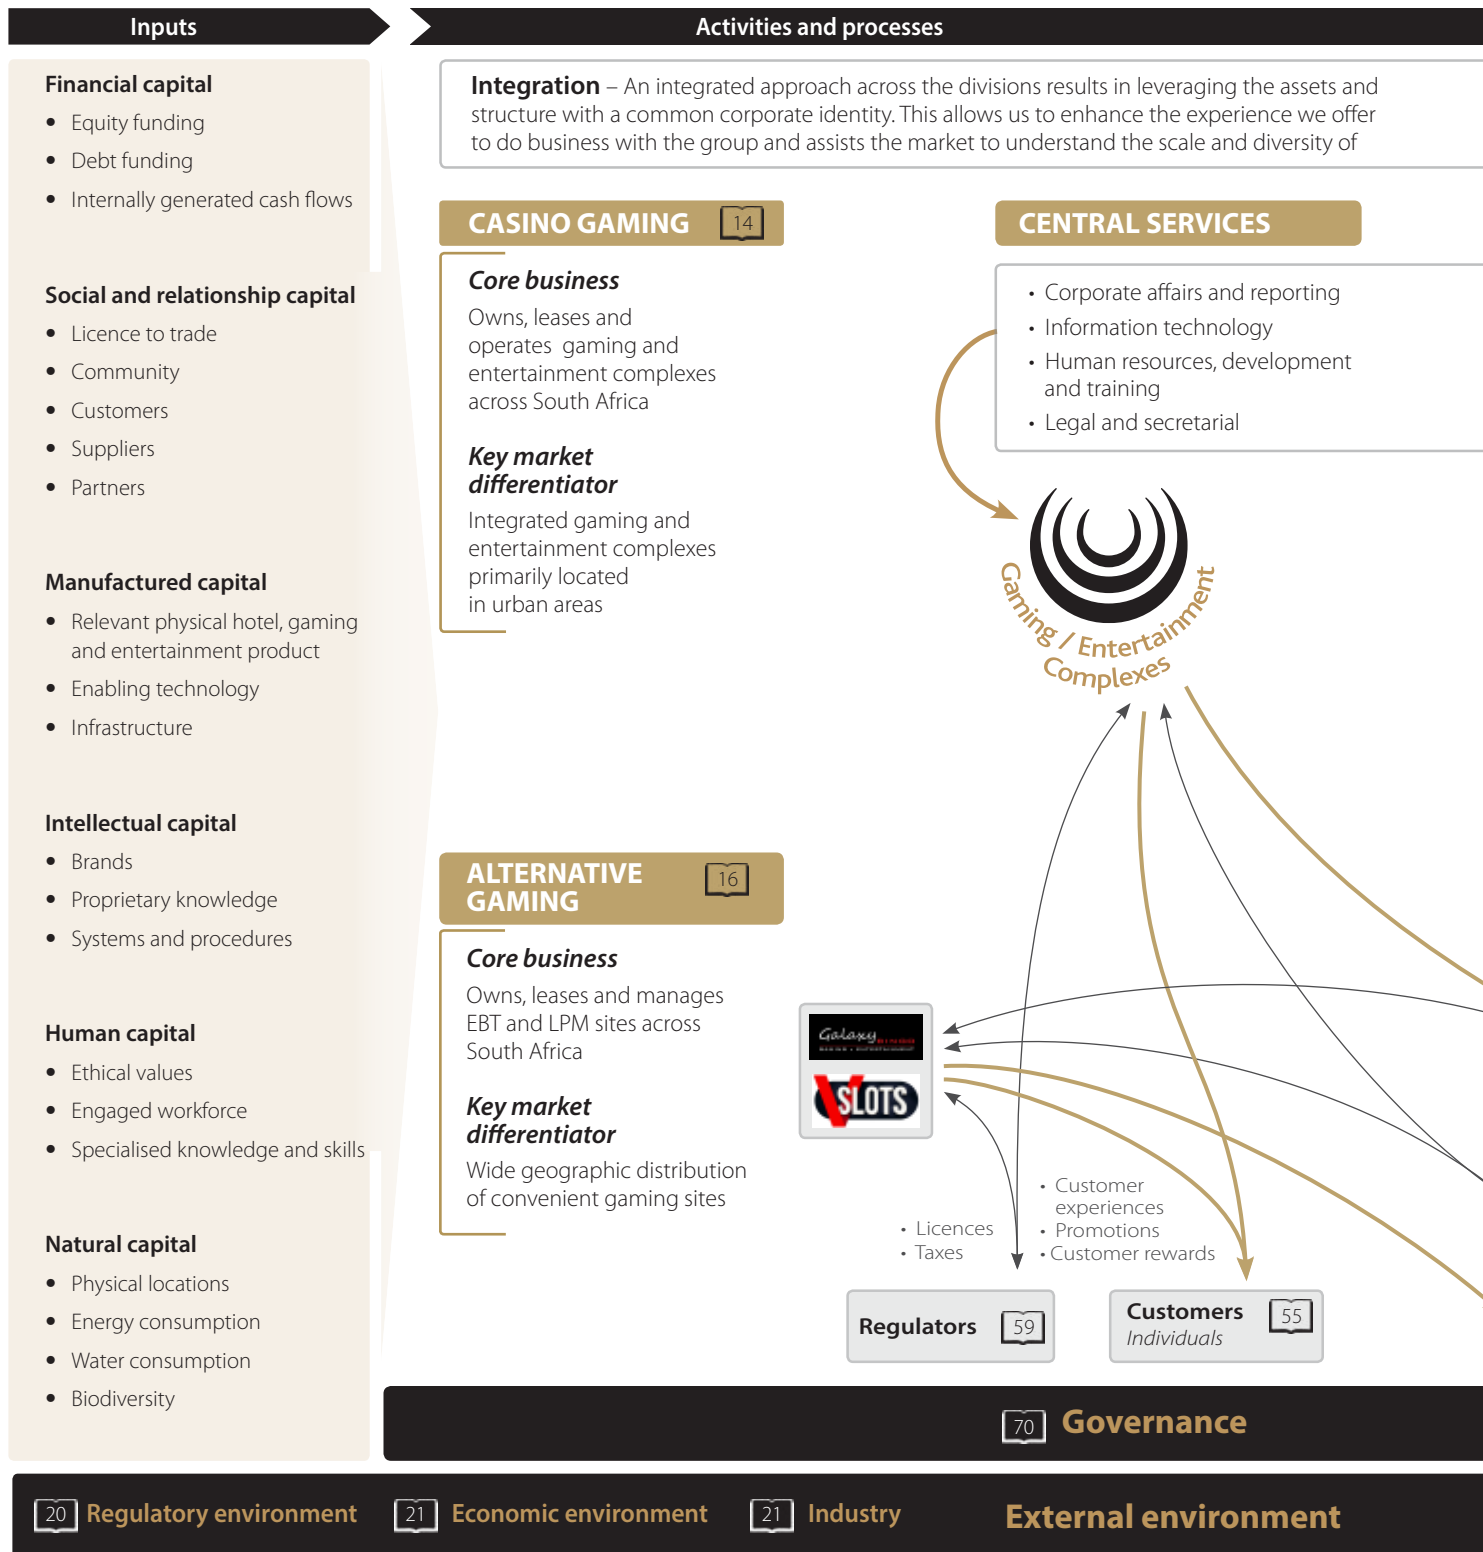 Inputs
Activities and processes
Financial capital
• Equity funding
• Debt funding
• Internally generated cash flows
Social and relationship capital
• Licence to trade
• Community
• Customers
• Suppliers
• Partners
Manufactured capital
• Relevant physical hotel, gaming
and entertainment product
• Enabling technology
• Infrastructure
Intellectual capital
• Brands
• Proprietary knowledge
• Systems and procedures
Human capital
• Ethical values
• Engaged workforce
• Specialised knowledge and skills
Natural capital
• Physical locations
• Energy consumption
• Water consumption
• Biodiversity
Integration – An integrated approach across the divisions results in leveraging the assets and
structure with a common corporate identity. This allows us to enhance the experience we offer
to do business with the group and assists the market to understand the scale and diversity of
CASINO GAMING 14
Core business
Owns, leases and
operates gaming and
entertainment complexes
across South Africa
Key market
differentiator
Integrated gaming and
entertainment complexes
primarily located
in urban areas
CENTRAL SERVICES
• Corporate affairs and reporting
• Information technology
• Human resources, development
and training
• Legal and secretarial
Gaming / Entertainment
Complexes
ALTERNATIVE
GAMING 16
Core business
Owns, leases and manages
EBT and LPM sites across
South Africa
Key market
differentiator
Wide geographic distribution
of convenient gaming sites
Galaxy
VSLOTS
• Licences
• Taxes
• Customer
experiences
• Promotions
• Customer rewards
Regulators 59
Customers 55
Individuals
70 Governance
20 Regulatory environment
21 Economic environment
21 Industry
External environment